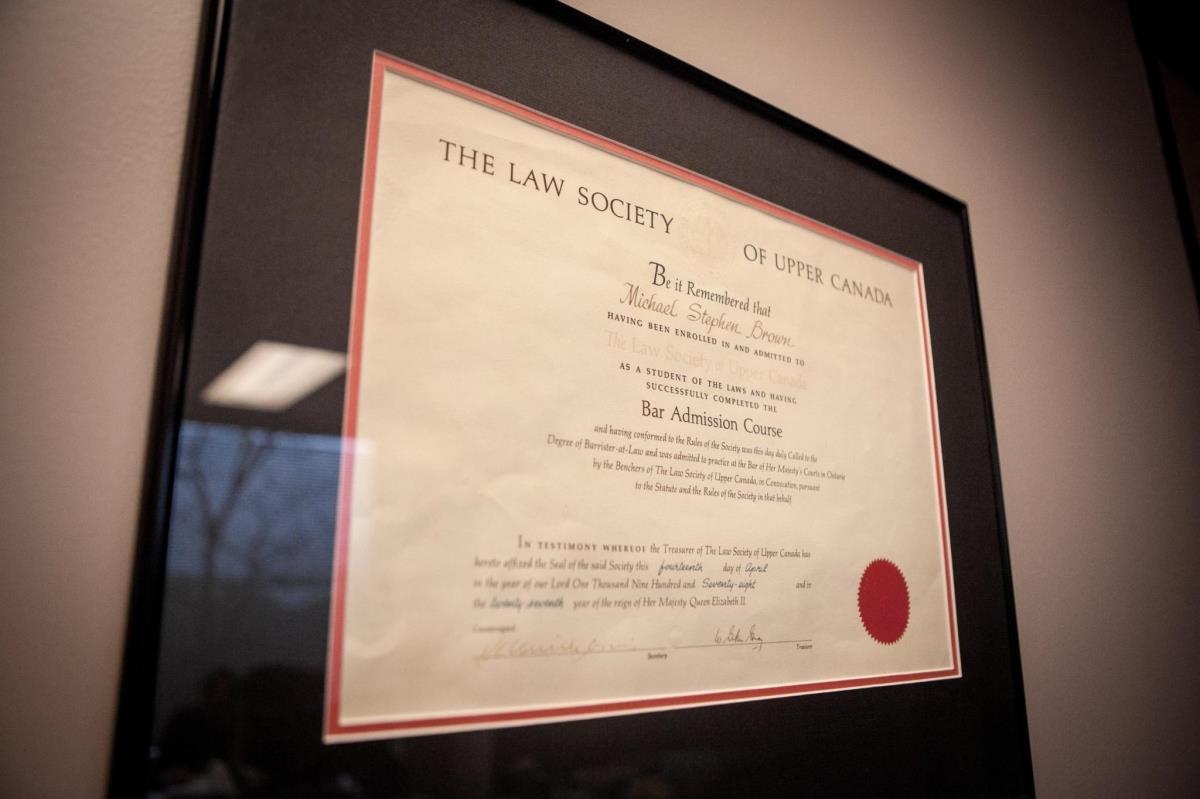 THE LAW SOCIETY OF UPPER CANADA
Be it Remembered that
Michael Stephen Brown
HAVING BEEN ENROLLED IN AND ADMITTED TO
The Law Society of Upper Canada
AS A STUDENT OF THE LAWS AND HAVING
SUCCESSFULLY COMPLETED THE
Bar Admission Course
and having conformed to the Rules of the Society was this day duly Called to the
Degree of Barrister-at-Law and was admitted to practice at the Bar of Her Majesty's Courts in Ontario
by the Benchers of The Law Society of Upper Canada, in Convocation, pursuant
to the Statute and the Rules of the Society in that behalf.
IN TESTIMONY WHEREOF the Treasurer of The Law Society of Upper Canada has
hereto affixed the Seal of the said Society this fourteenth day of April
in the year of our Lord One Thousand Nine Hundred and Seventy-eight and in
the twenty-seventh year of the reign of Her Majesty Queen Elizabeth II.
Secretary Treasurer